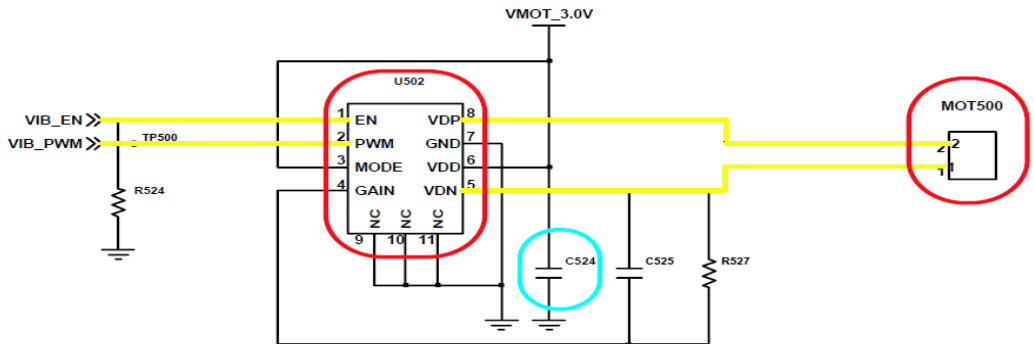 VMOT_3.0V
U502
MOT500
VIB_EN
1 EN VDP 8
VIB_PWM
TP500
2 PWM GND 7
2 2
3 MODE VDD 6
1 1
R524
4 GAIN VDN 5
NC NC NC
9 10 11
C524
C525
R527